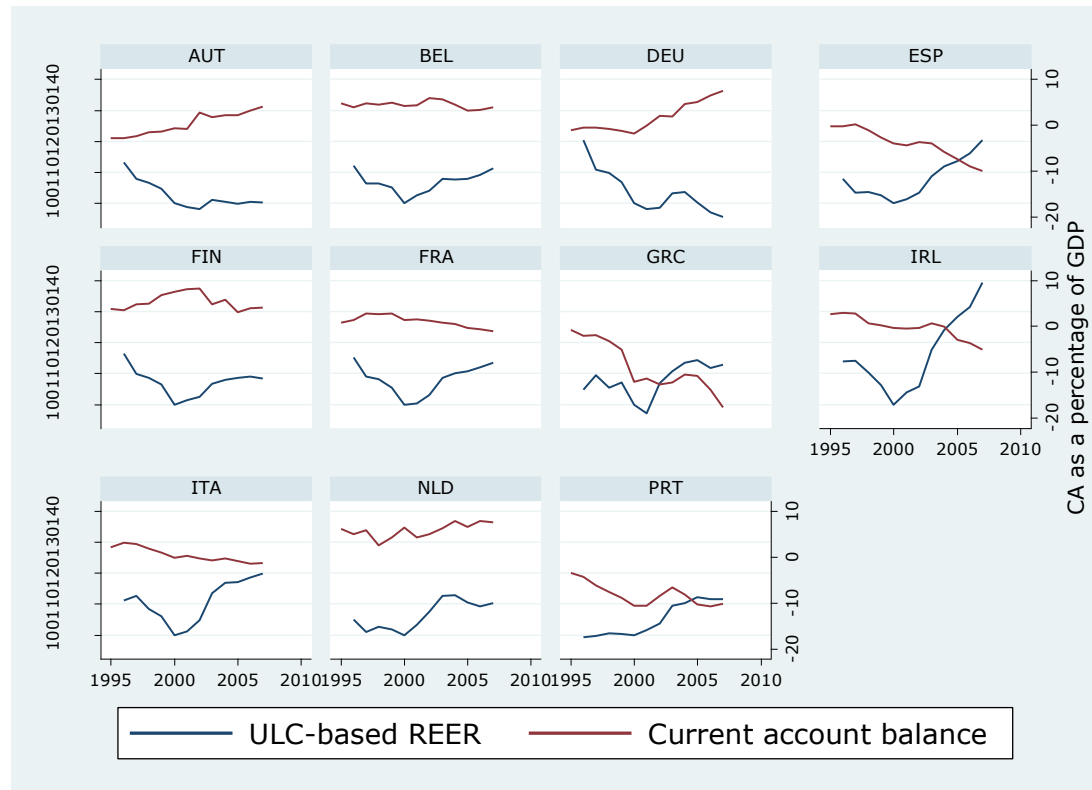 AUT BEL DEU ESP
100110120130140
10
0
-10
-20
FIN FRA GRC IRL
100110120130140
10
0
-10
-20
1995 2000 2005 2010
ITA NLD PRT
100110120130140
10
0
-10
-20
1995 2000 2005 2010 1995 2000 2005 2010 1995 2000 2005 2010
CA as a percentage of GDP
ULC-based REER Current account balance